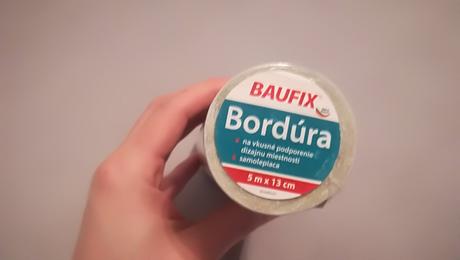 BAUFIX
Bordúra
na vkusné podporenie
dizajnu miestnosti
samolepiaca
5 m x 13 cm